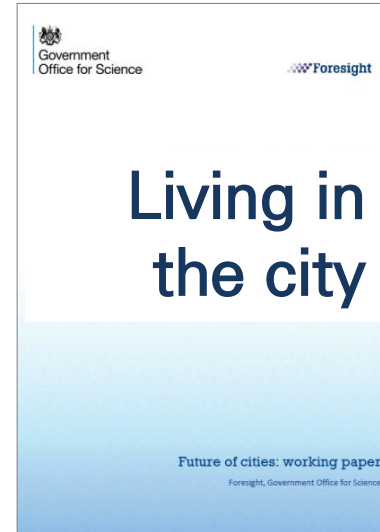 Government
Office for Science
Foresight
Living in
the city
Future of cities: working paper
Foresight, Government Office for Science